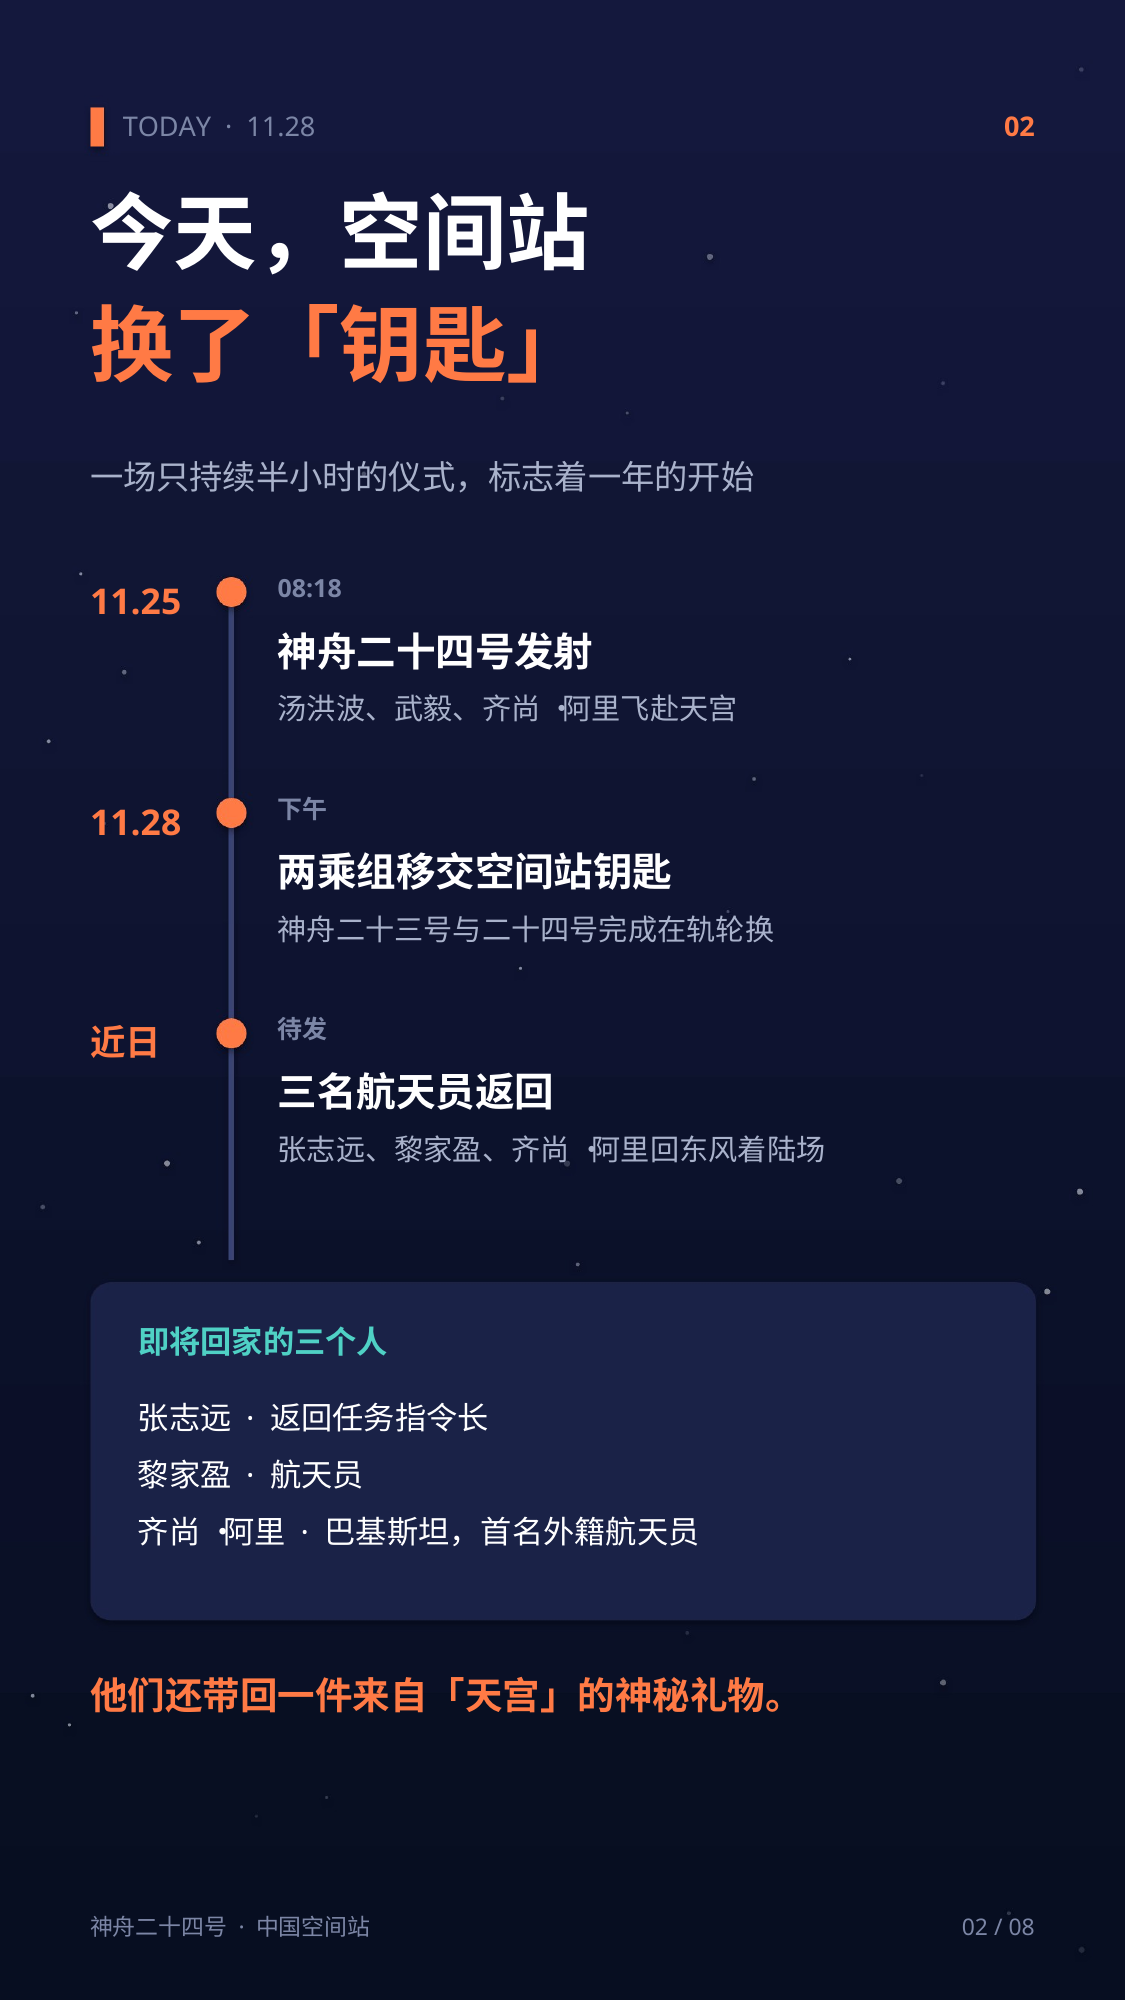 TODAY · 11.28
02
今天，空间站
换了「钥匙」
一场只持续半小时的仪式，标志着一年的开始
11.25
08:18
神舟二十四号发射
汤洪波、武毅、齐尚·阿里飞赴天宫
11.28
下午
两乘组移交空间站钥匙
神舟二十三号与二十四号完成在轨轮换
近日
待发
三名航天员返回
张志远、黎家盈、齐尚·阿里回东风着陆场
即将回家的三个人
张志远 · 返回任务指令长
黎家盈 · 航天员
齐尚·阿里 · 巴基斯坦，首名外籍航天员
他们还带回一件来自「天宫」的神秘礼物。
神舟二十四号 · 中国空间站
02 / 08